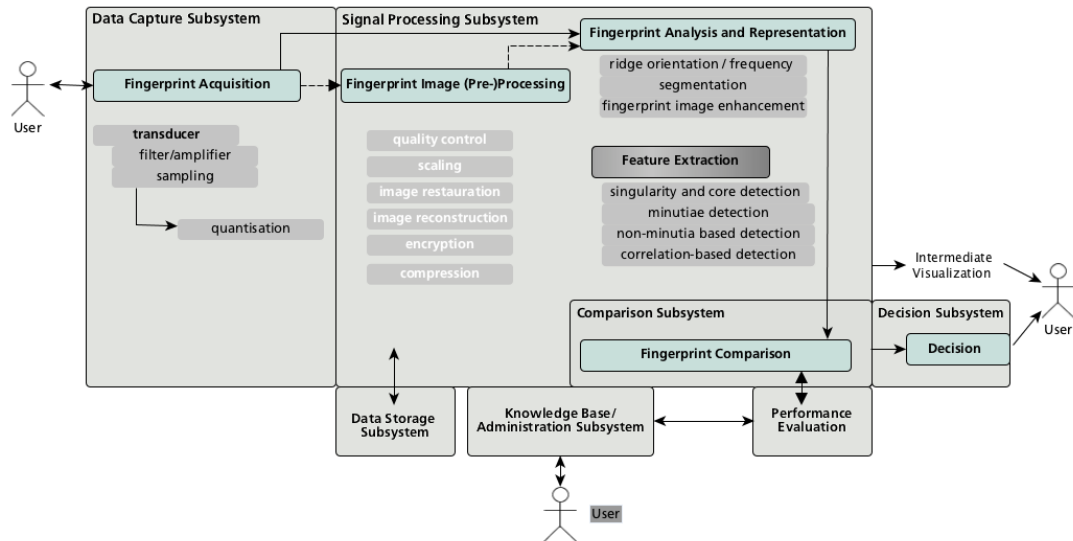 Data Capture Subsystem
Signal Processing Subsystem
Fingerprint Analysis and Representation
Fingerprint Acquisition
Fingerprint Image (Pre-)Processing
ridge orientation / frequency
segmentation
fingerprint image enhancement
User
transducer
filter/amplifier
sampling
quantisation
quality control
scaling
image restauration
image reconstruction
encryption
compression
Feature Extraction
singularity and core detection
minutiae detection
non-minutia based detection
correlation-based detection
Intermediate
Visualization
User
Comparison Subsystem
Decision Subsystem
Fingerprint Comparison
Decision
Data Storage
Subsystem
Knowledge Base/
Administration Subsystem
Performance
Evaluation
User